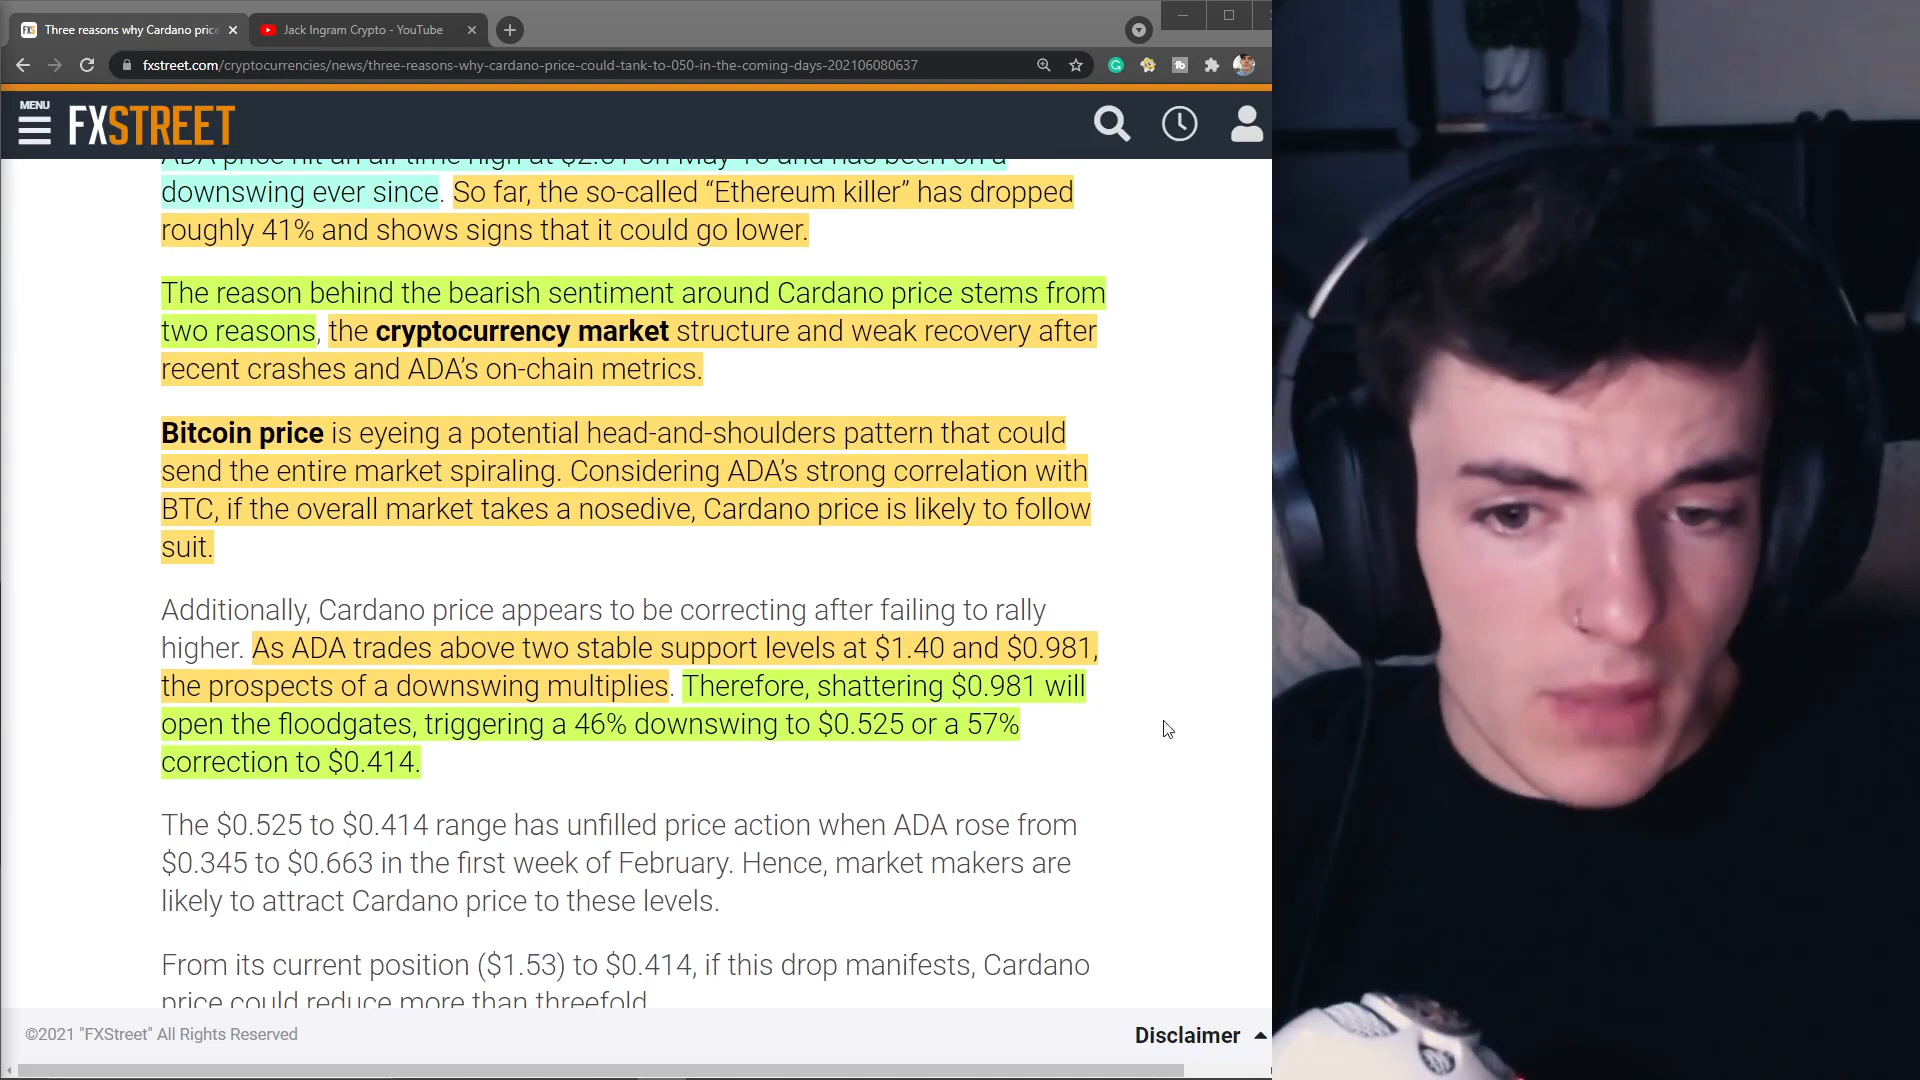 Three reasons why Cardano price
Jack Ingram Crypto - YouTube
fxstreet.com/cryptocurrencies/news/three-reasons-why-cardano-price-could-tank-to-050-in-the-coming-days-202106080637
MENU
FXSTREET
downswing ever since. So far, the so-called “Ethereum killer” has dropped
roughly 41% and shows signs that it could go lower.
The reason behind the bearish sentiment around Cardano price stems from
two reasons, the cryptocurrency market structure and weak recovery after
recent crashes and ADA’s on-chain metrics.
Bitcoin price is eyeing a potential head-and-shoulders pattern that could
send the entire market spiraling. Considering ADA’s strong correlation with
BTC, if the overall market takes a nosedive, Cardano price is likely to follow
suit.
Additionally, Cardano price appears to be correcting after failing to rally
higher. As ADA trades above two stable support levels at $1.40 and $0.981,
the prospects of a downswing multiplies. Therefore, shattering $0.981 will
open the floodgates, triggering a 46% downswing to $0.525 or a 57%
correction to $0.414.
The $0.525 to $0.414 range has unfilled price action when ADA rose from
$0.345 to $0.663 in the first week of February. Hence, market makers are
likely to attract Cardano price to these levels.
From its current position ($1.53) to $0.414, if this drop manifests, Cardano
price could reduce more than threefold
©2021 "FXStreet" All Rights Reserved
Disclaimer